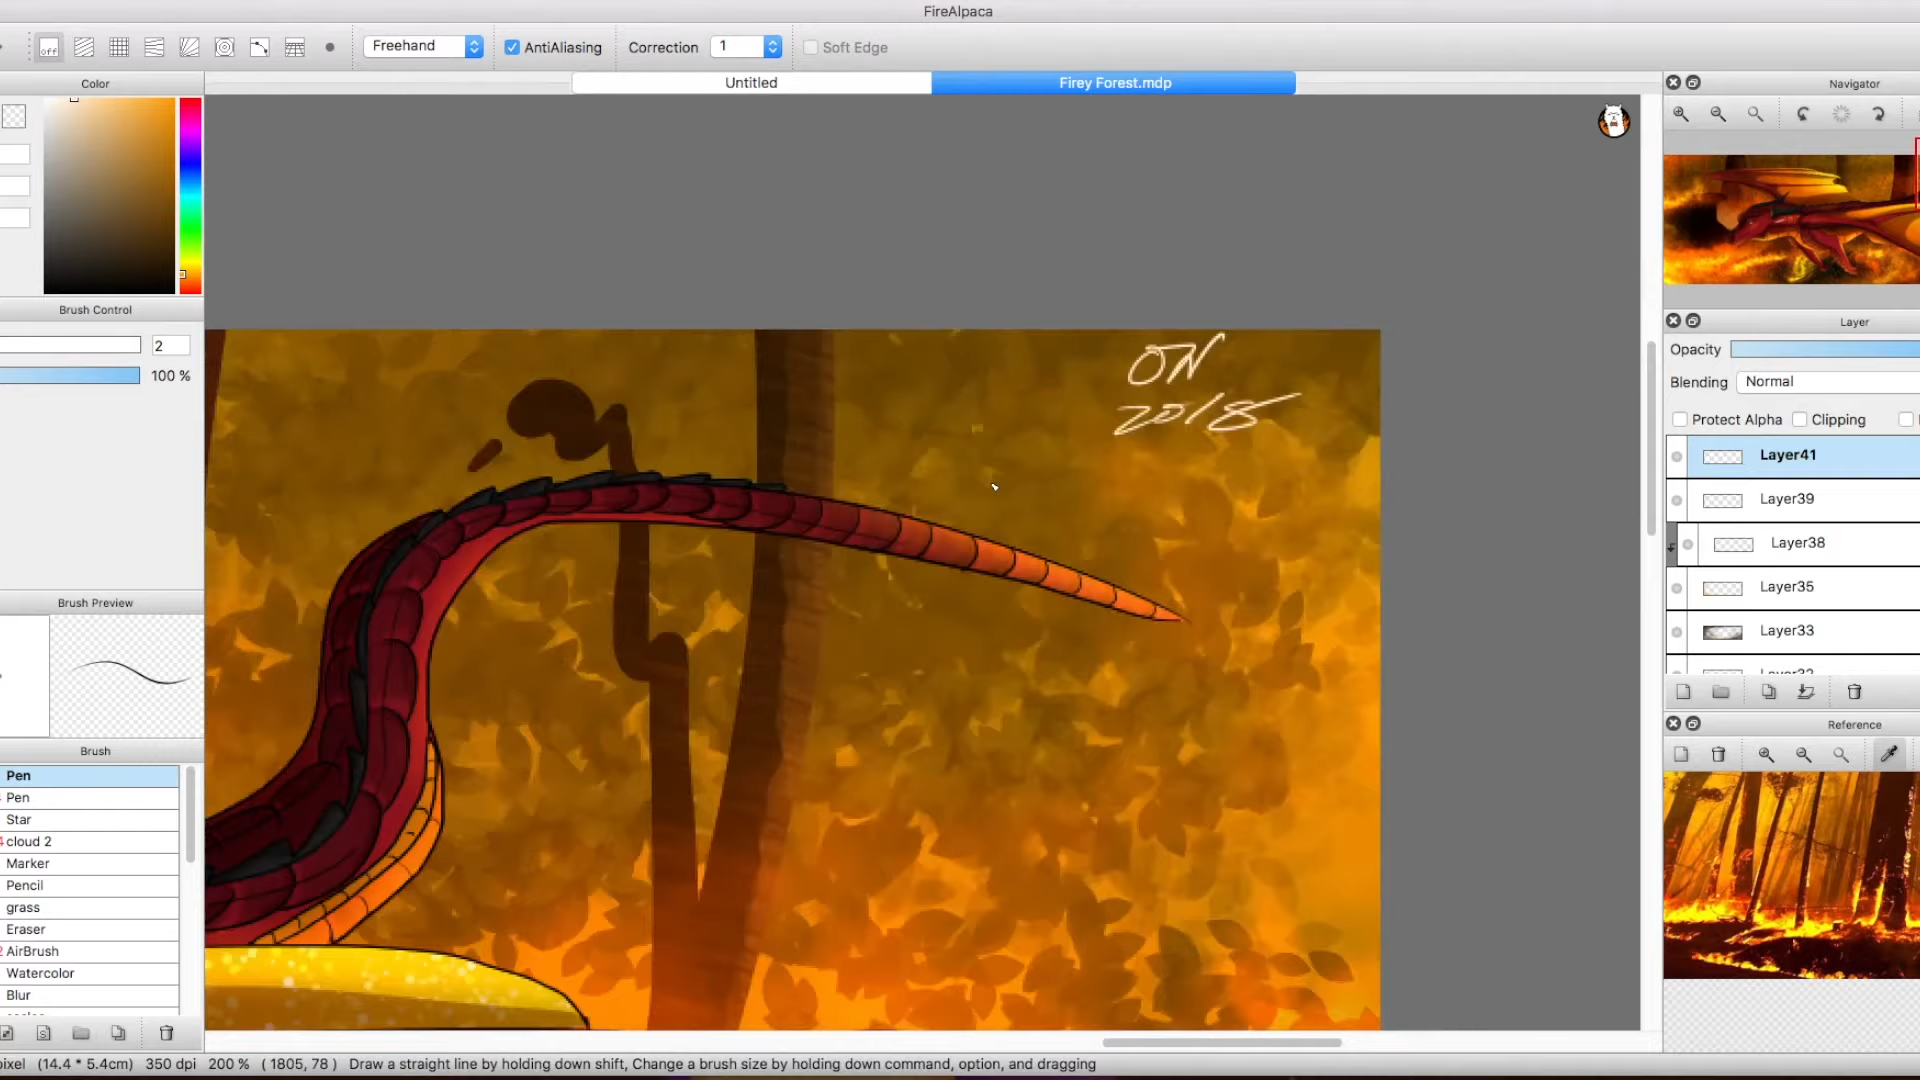 FireAlpaca
off
Freehand
AntiAliasing
Correction
1
Soft Edge
Color
Untitled
Firey Forest.mdp
Navigator
Brush Control
2
100 %
ON
2018
Layer
Opacity
Blending
Normal
Protect Alpha
Clipping
Layer41
Layer39
Layer38
Layer35
Layer33
Brush Preview
Brush
Pen
Pen
Star
cloud 2
Marker
Pencil
grass
Eraser
AirBrush
Watercolor
Blur
Reference
(14.4 * 5.4cm) 350 dpi 200 % ( 1805, 78 ) Draw a straight line by holding down shift, Change a brush size by holding down command, option, and dragging